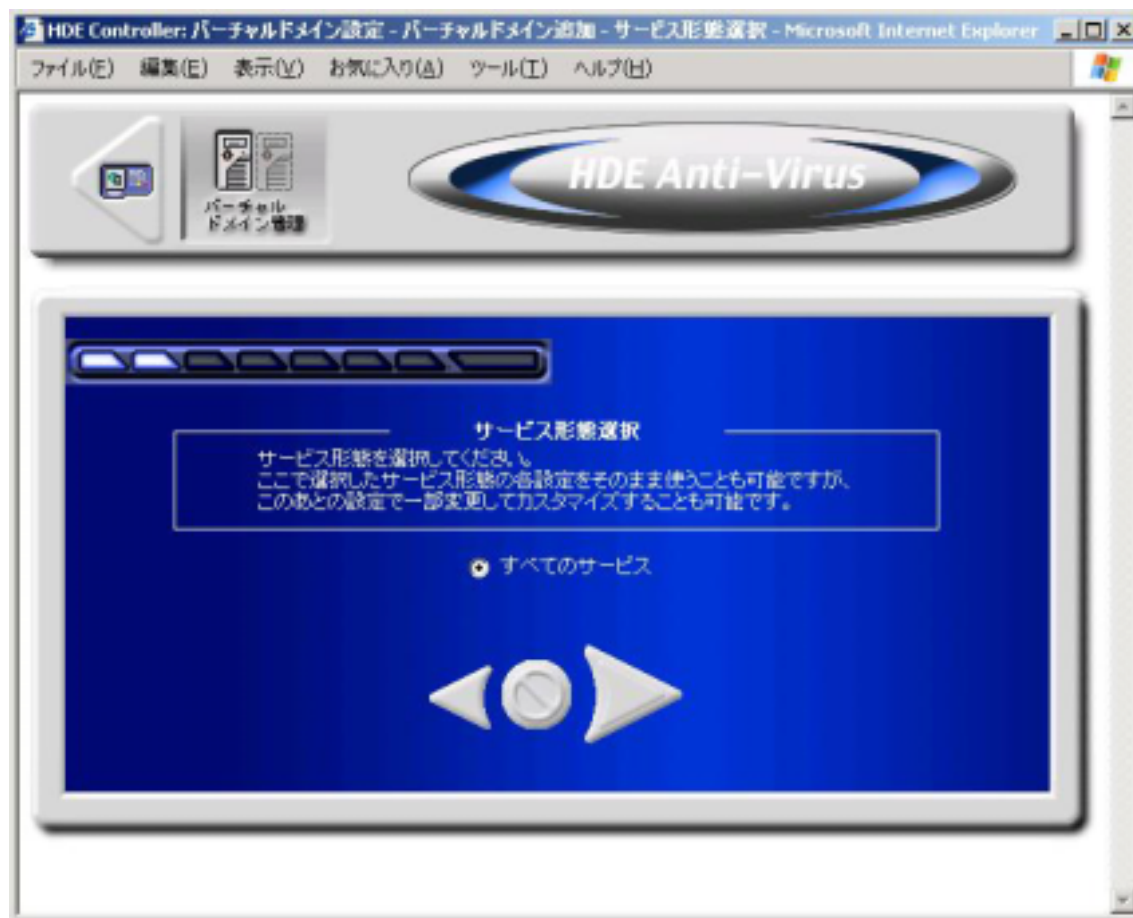 HDE Controller: バーチャルドメイン設定 - バーチャルドメイン追加 - サービス形態選択 - Microsoft Internet Explorer
ファイル(F) 編集(E) 表示(V) お気に入り(A) ツール(T) ヘルプ(H)
HDE Anti-Virus
バーチャル
ドメイン管理
サービス形態選択
サービス形態を選択してください。
ここで選択したサービス形態の各設定をそのまま使うことも可能ですが、
このあとの設定で一部変更してカスタマイズすることも可能です。
すべてのサービス